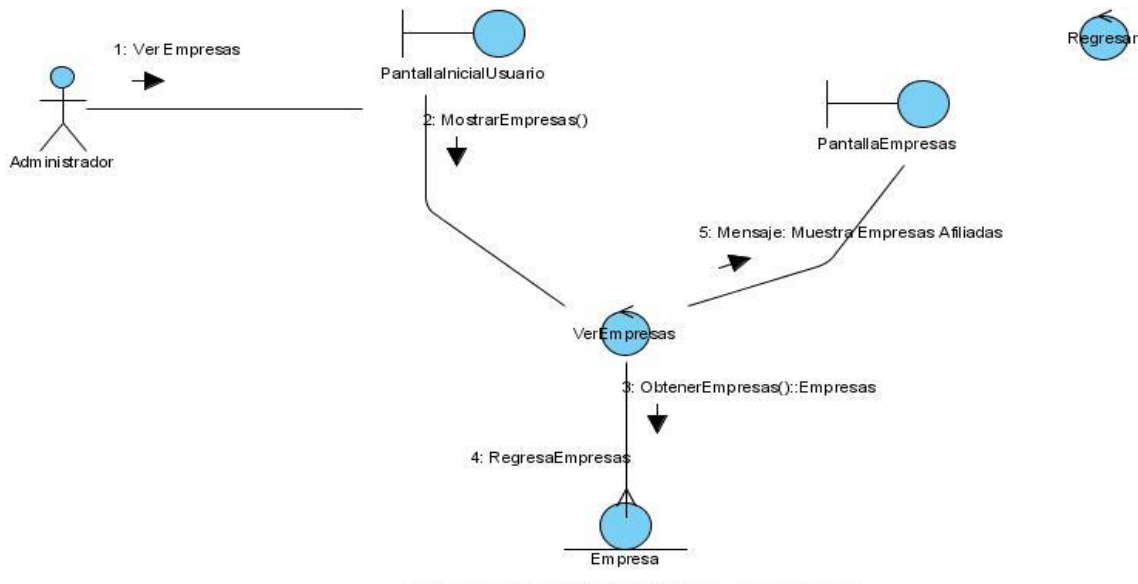 1: Ver Empresas
Administrador
PantallaInicialUsuario
2: MostrarEmpresas()
Regresar
PantallaEmpresas
5: Mensaje: Muestra Empresas Afiliadas
VerEmpresas
3: ObtenerEmpresas()::Empresas
4: RegresaEmpresas
Empresa